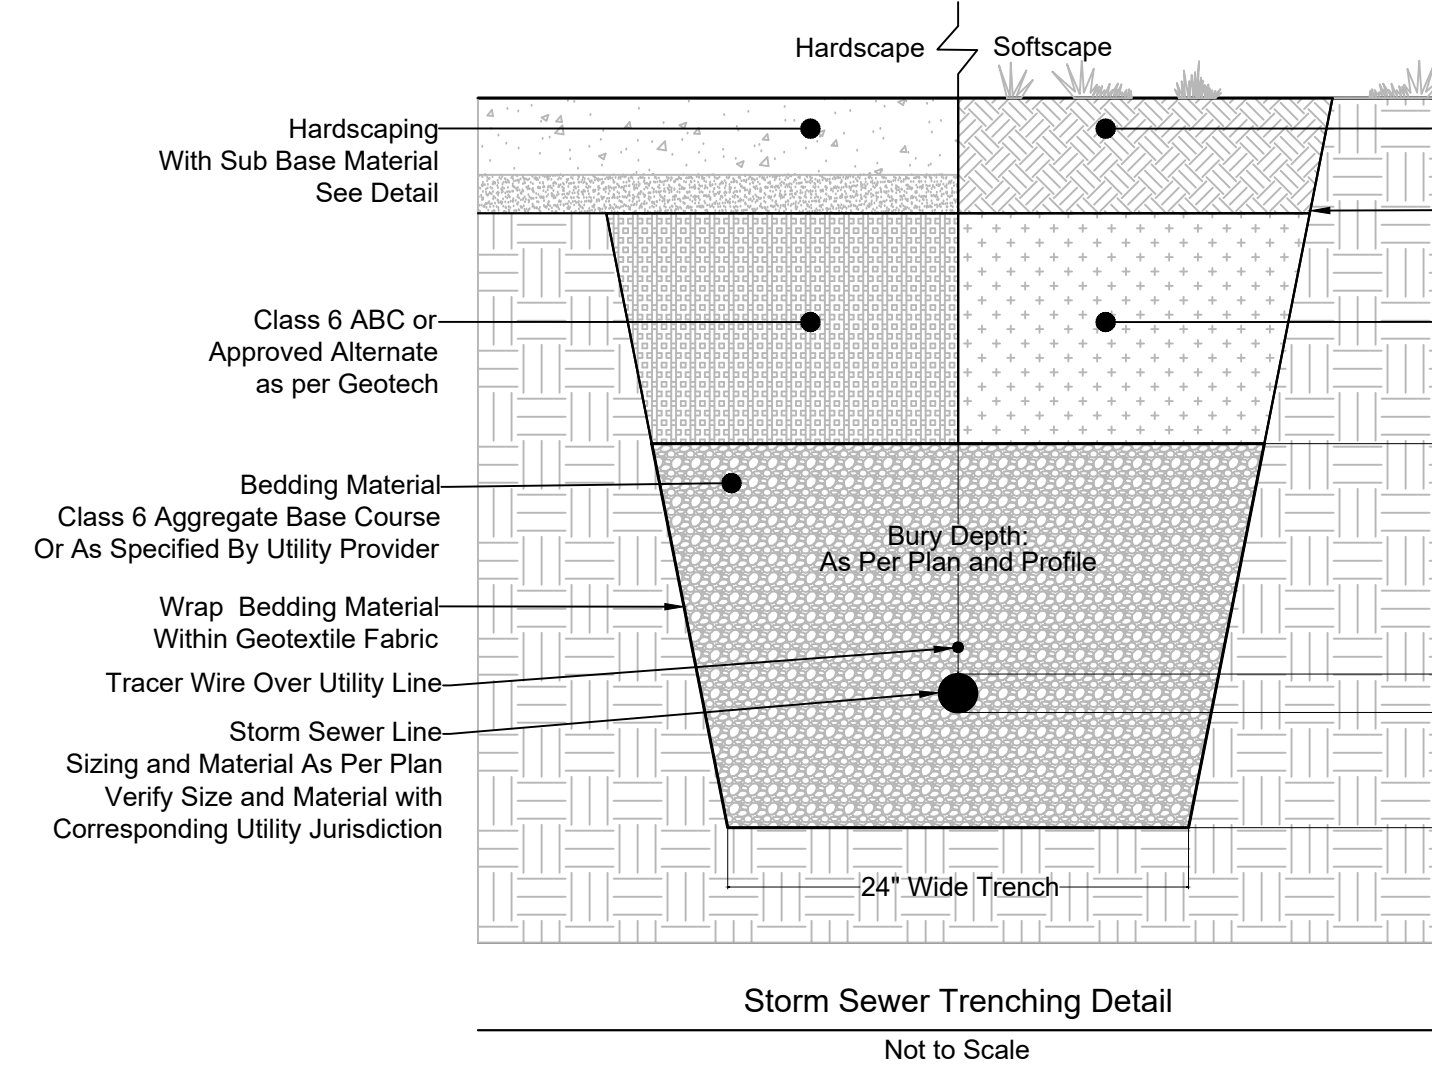 Hardscape
Softscape
Hardscaping
With Sub Base Material
See Detail
Class 6 ABC or
Approved Alternate
as per Geotech
Bedding Material
Class 6 Aggregate Base Course
Or As Specified By Utility Provider
Bury Depth:
As Per Plan and Profile
Wrap Bedding Material
Within Geotextile Fabric
Tracer Wire Over Utility Line
Storm Sewer Line
Sizing and Material As Per Plan
Verify Size and Material with
Corresponding Utility Jurisdiction
24" Wide Trench
Storm Sewer Trenching Detail
Not to Scale